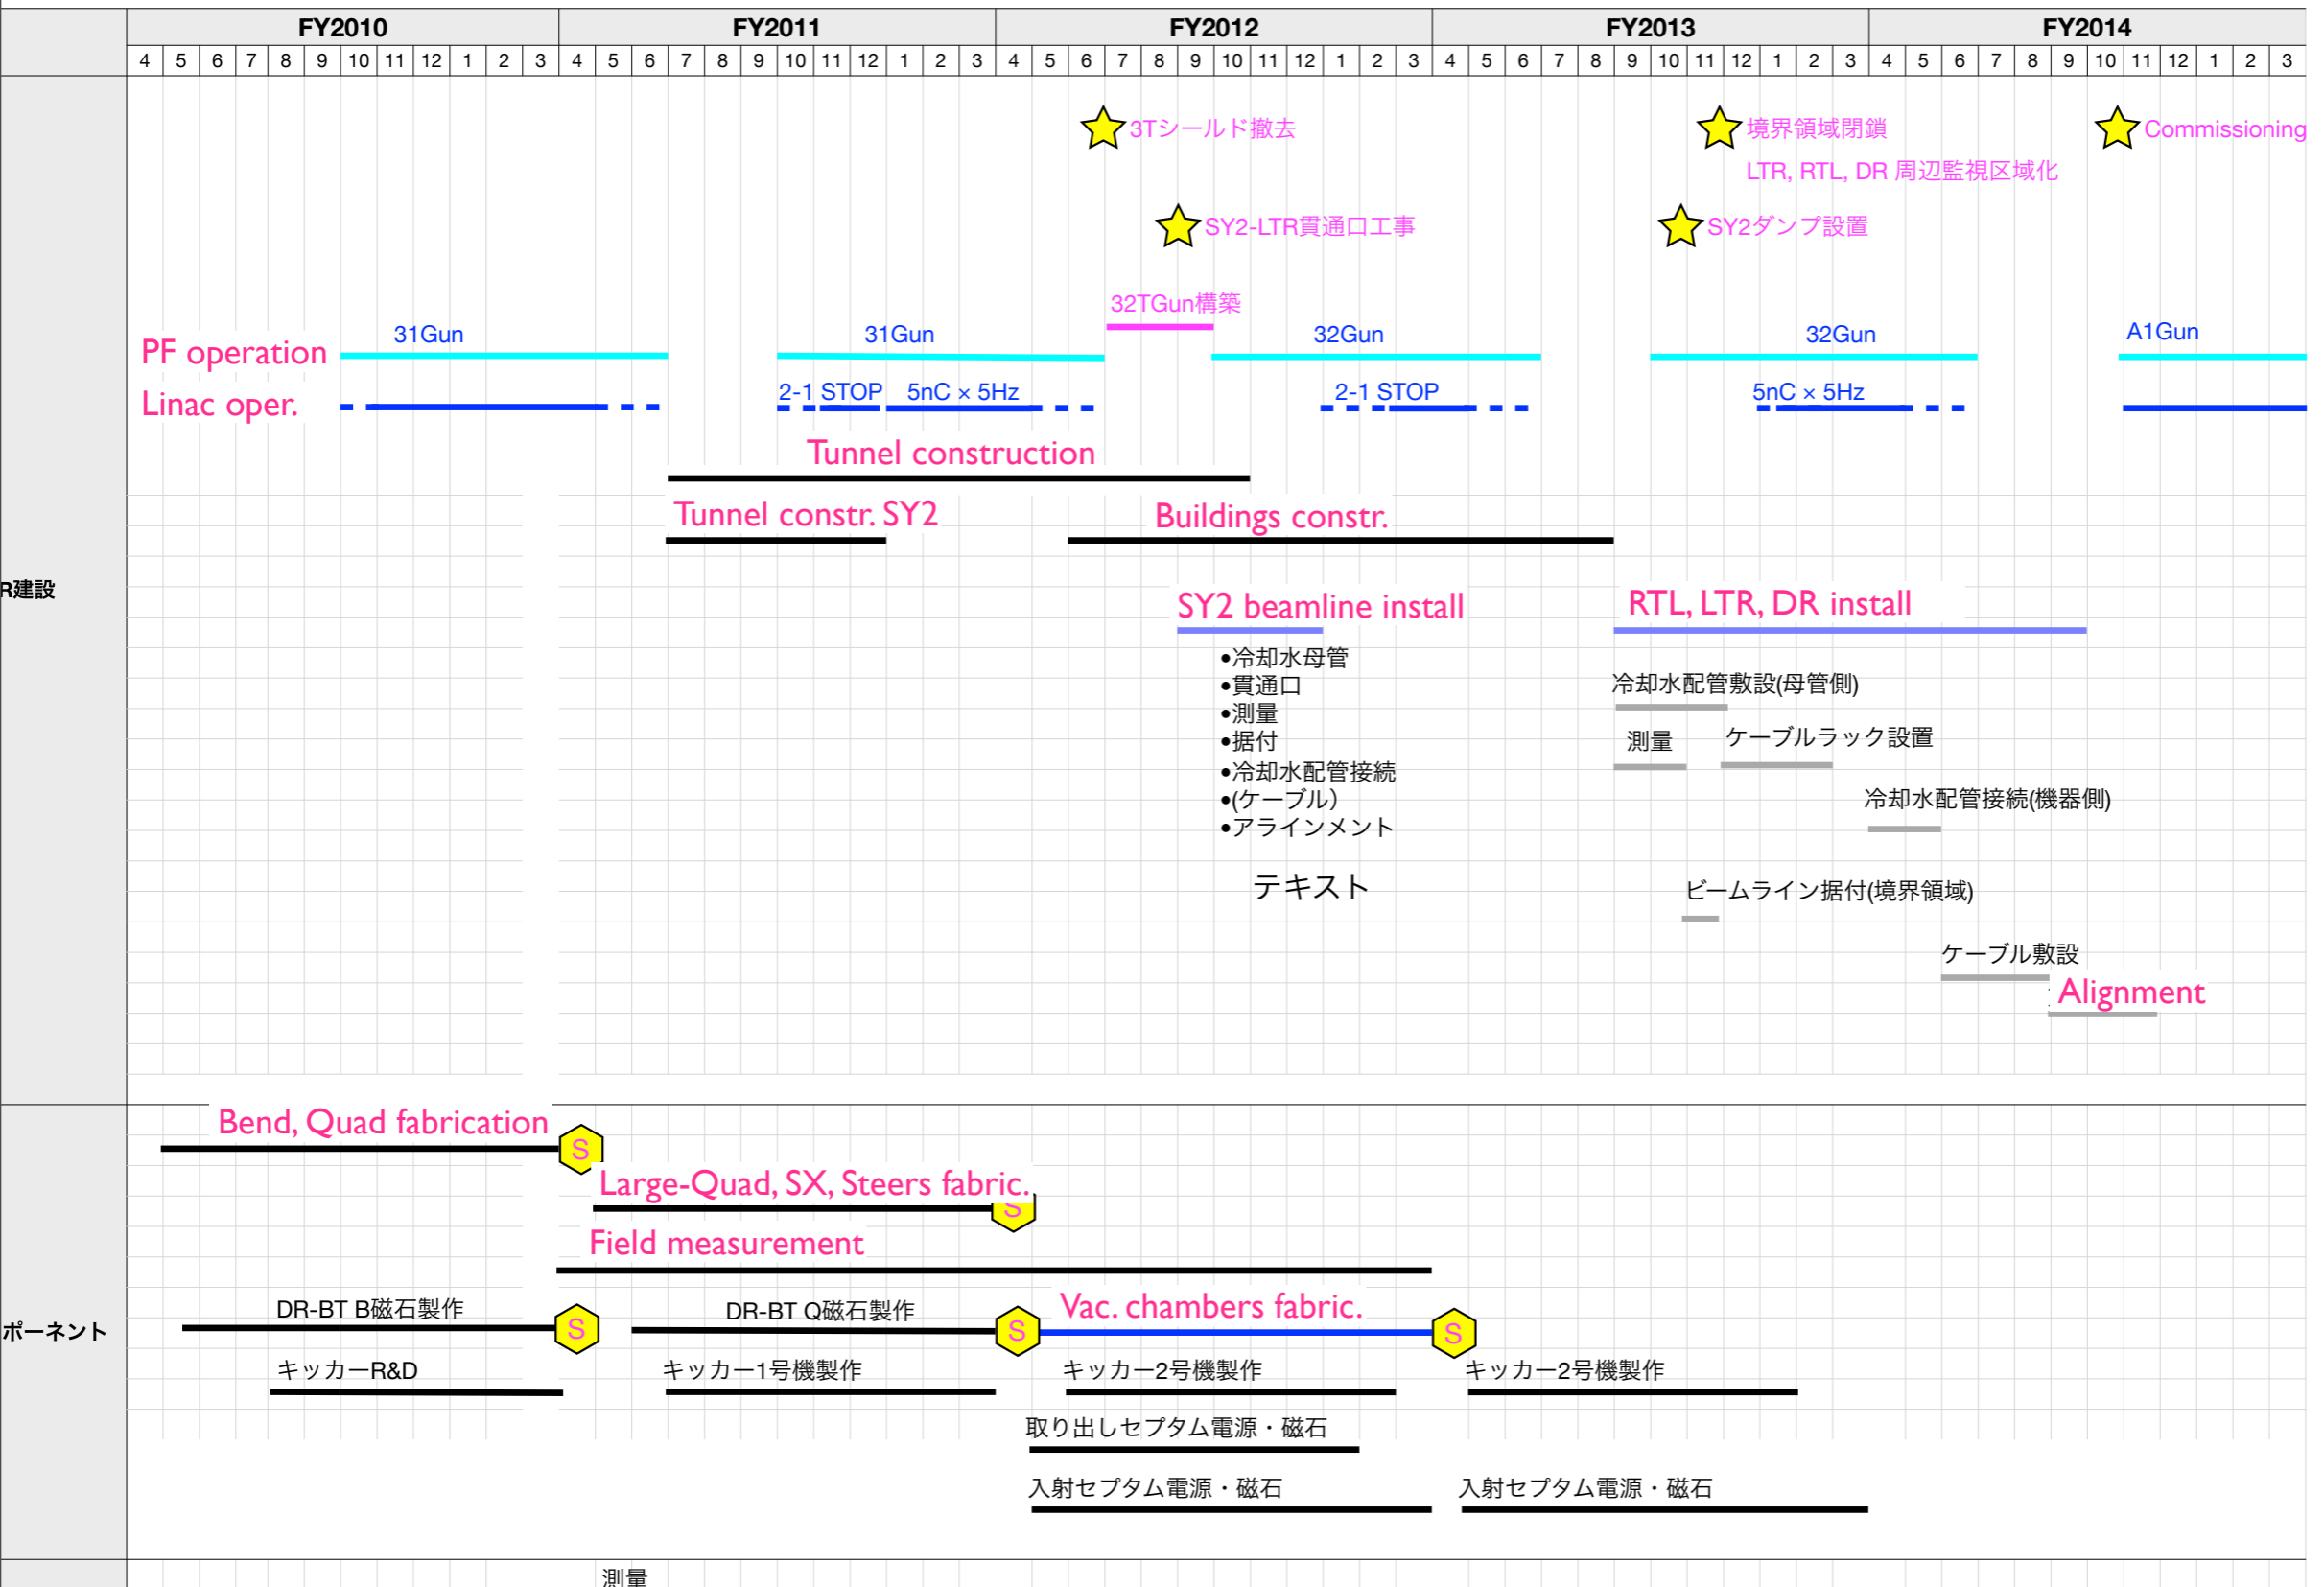 FY2010 FY2011 FY2012 FY2013 FY2014
4 5 6 7 8 9 10 11 12 1 2 3 4 5 6 7 8 9 10 11 12 1 2 3 4 5 6 7 8 9 10 11 12 1 2 3 4 5 6 7 8 9 10 11 12 1 2 3 4 5 6 7 8 9 10 11 12 1 2 3
3Tシールド撤去 境界領域閉鎖 Commissioning
LTR, RTL, DR 周辺監視区域化
SY2-LTR貫通口工事 SY2ダンプ設置
32TGun構築
31Gun 31Gun 32Gun 32Gun A1Gun
PF operation
2-1 STOP 5nC × 5Hz 2-1 STOP 5nC × 5Hz
Linac oper.
Tunnel construction
Tunnel constr. SY2 Buildings constr.
R建設
SY2 beamline install RTL, LTR, DR install
•冷却水母管
•貫通口 冷却水配管敷設(母管側)
•測量
•据付 測量 ケーブルラック設置
•冷却水配管接続
•(ケーブル） 冷却水配管接続(機器側)
•アラインメント
テキスト ビームライン据付(境界領域)
ケーブル敷設
Alignment
Bend, Quad fabrication
S
Large-Quad, SX, Steers fabric.
S
Field measurement
DR-BT B磁石製作 S DR-BT Q磁石製作 S Vac. chambers fabric. S
ポーネント
キッカーR&D キッカー1号機製作 キッカー2号機製作 キッカー2号機製作
取り出しセプタム電源・磁石
入射セプタム電源・磁石 入射セプタム電源・磁石
測量